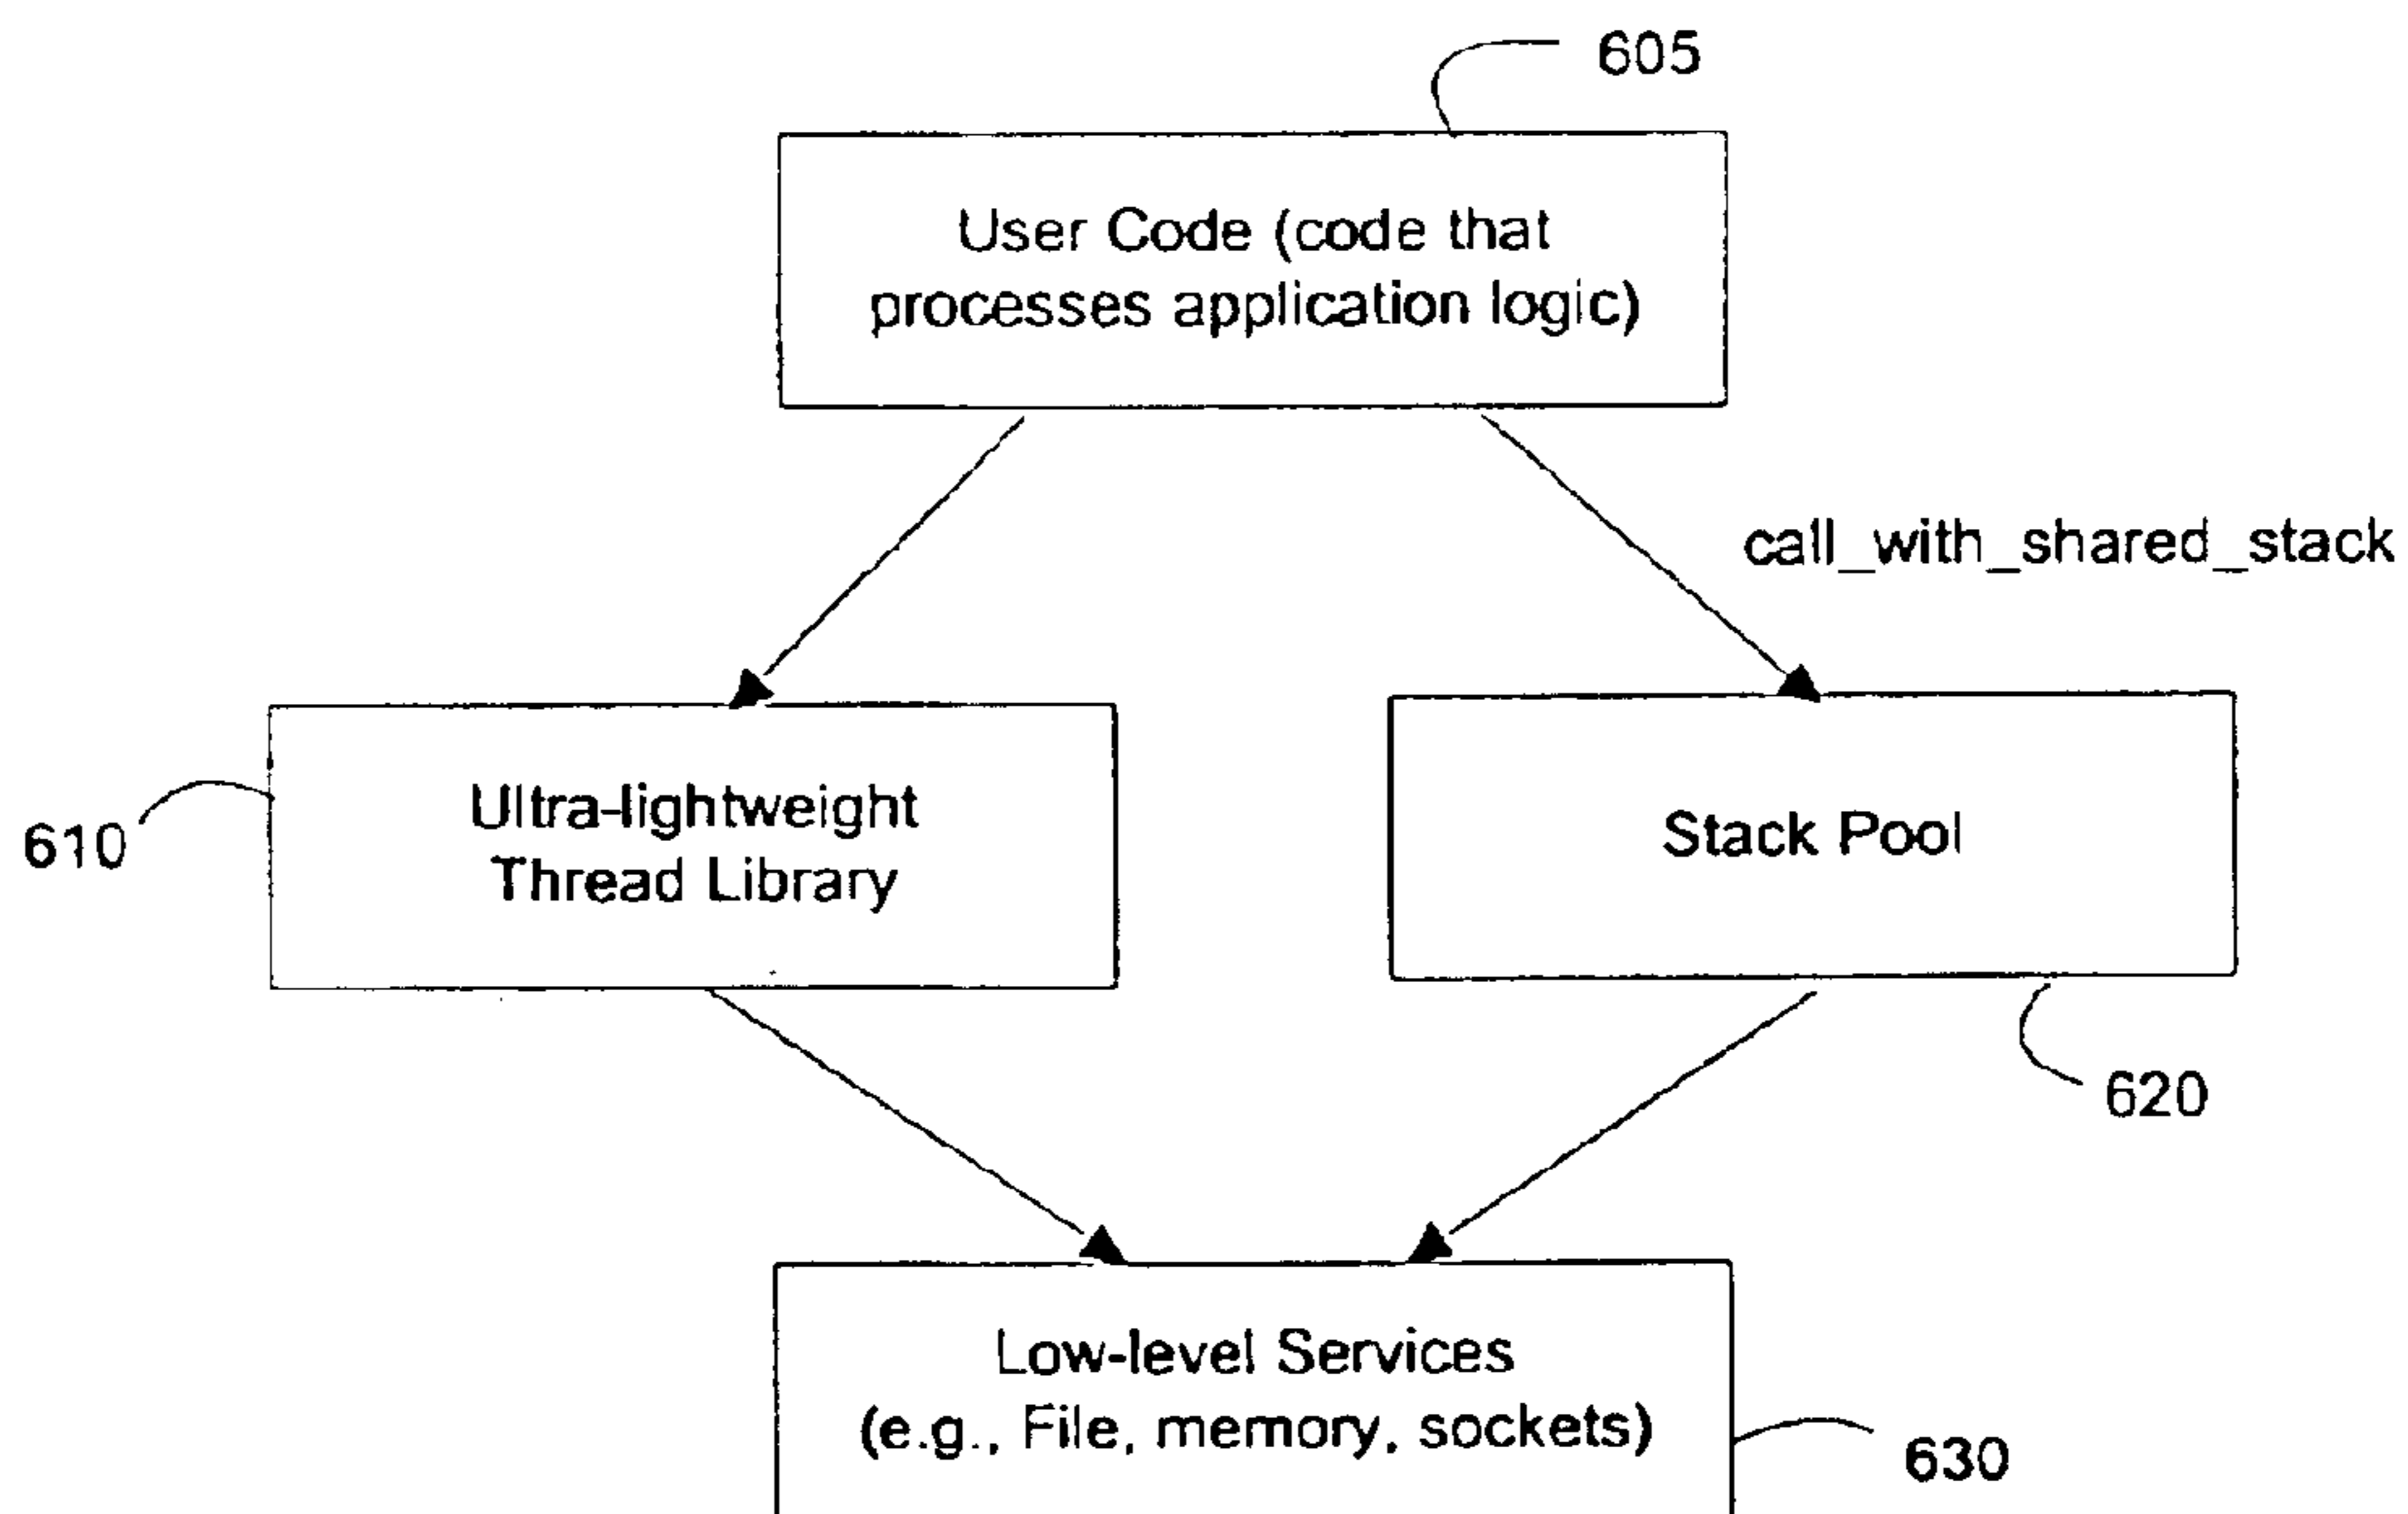 605
User Code (code that
processes application logic)
call_with_shared_stack
610
Ultra-lightweight
Thread Library
Stack Pool
620
Low-level Services
(e.g., File, memory, sockets)
630